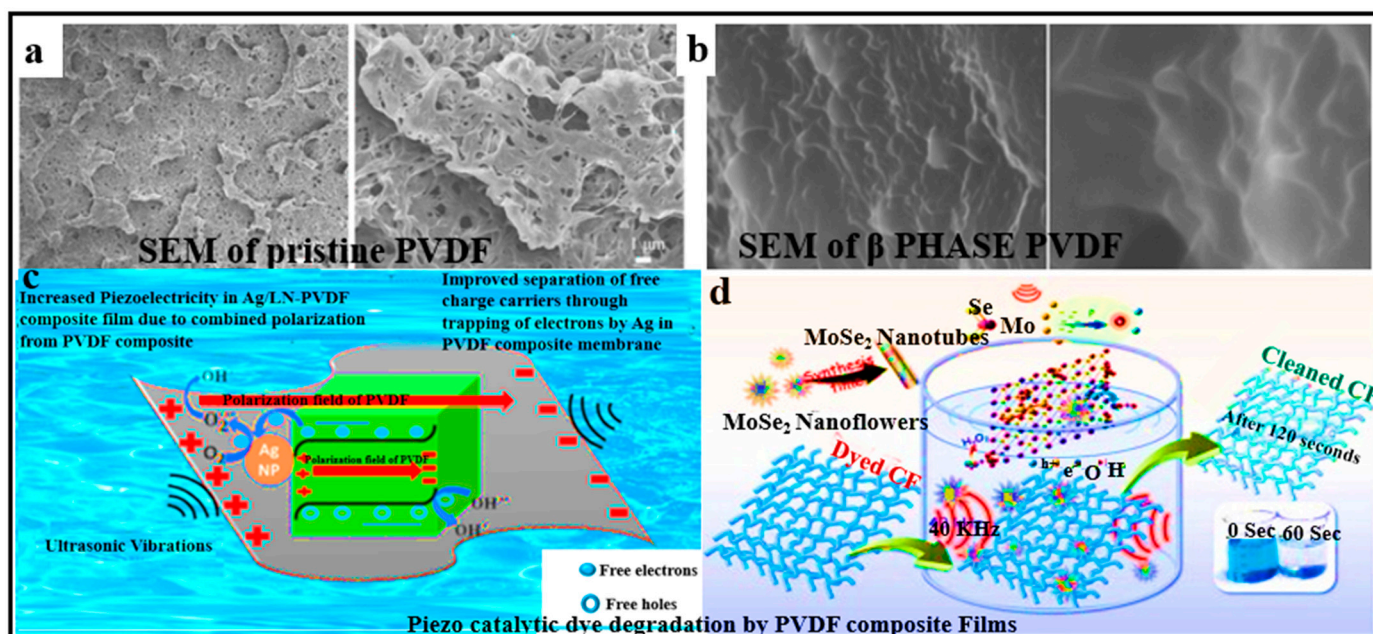 a
b
1 μm
SEM of pristine PVDF
SEM of β PHASE PVDF
c
Increased Piezoelectricity in Ag/LN-PVDF
composite film due to combined polarization
from PVDF composite
Improved separation of free
charge carriers through
trapping of electrons by Ag in
PVDF composite membrane
OH
Polarization field of PVDF
O₂
Ag
NP
Polarization field of PVDF
OH
OH
Ultrasonic Vibrations
Free electrons
Free holes
d
Se
Mo
MoSe₂ Nanotubes
Synthesis
Time
MoSe₂ Nanoflowers
Dyed CF
H₂O
h+ e⁻ O H
40 KHz
Cleaned CF
After 120 seconds
0 Sec 60 Sec
Piezo catalytic dye degradation by PVDF composite Films